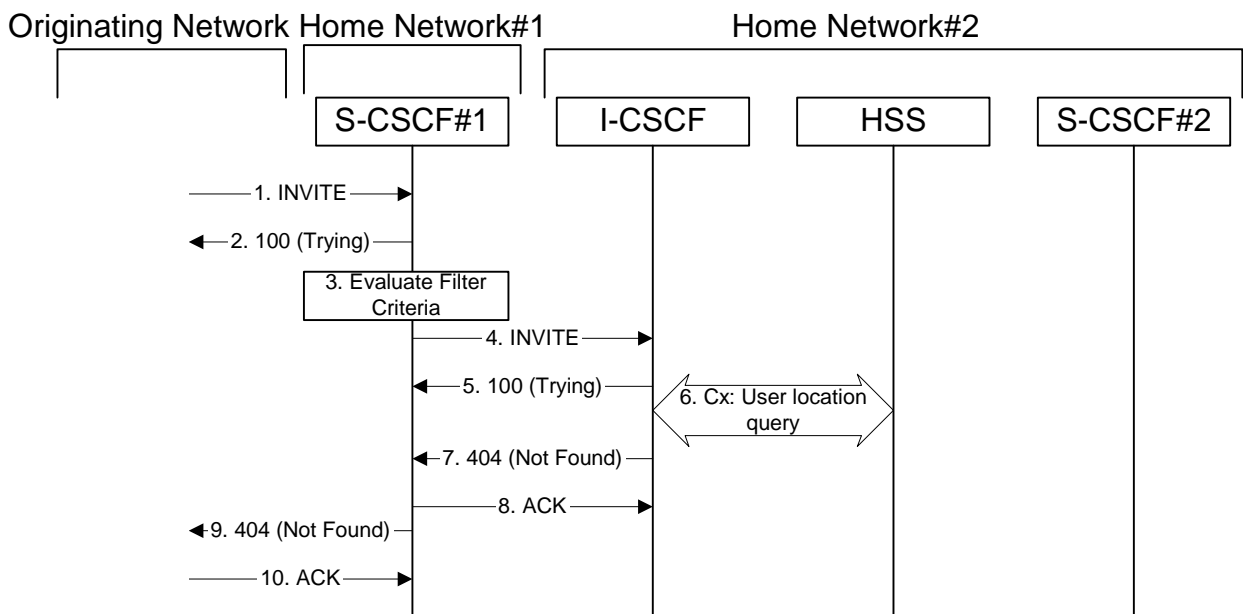 Originating Network Home Network#1 Home Network#2
S-CSCF#1 I-CSCF HSS S-CSCF#2
1. INVITE
2. 100 (Trying)
3. Evaluate Filter
Criteria
4. INVITE
5. 100 (Trying)
6. Cx: User location
query
7. 404 (Not Found)
8. ACK
9. 404 (Not Found)
10. ACK